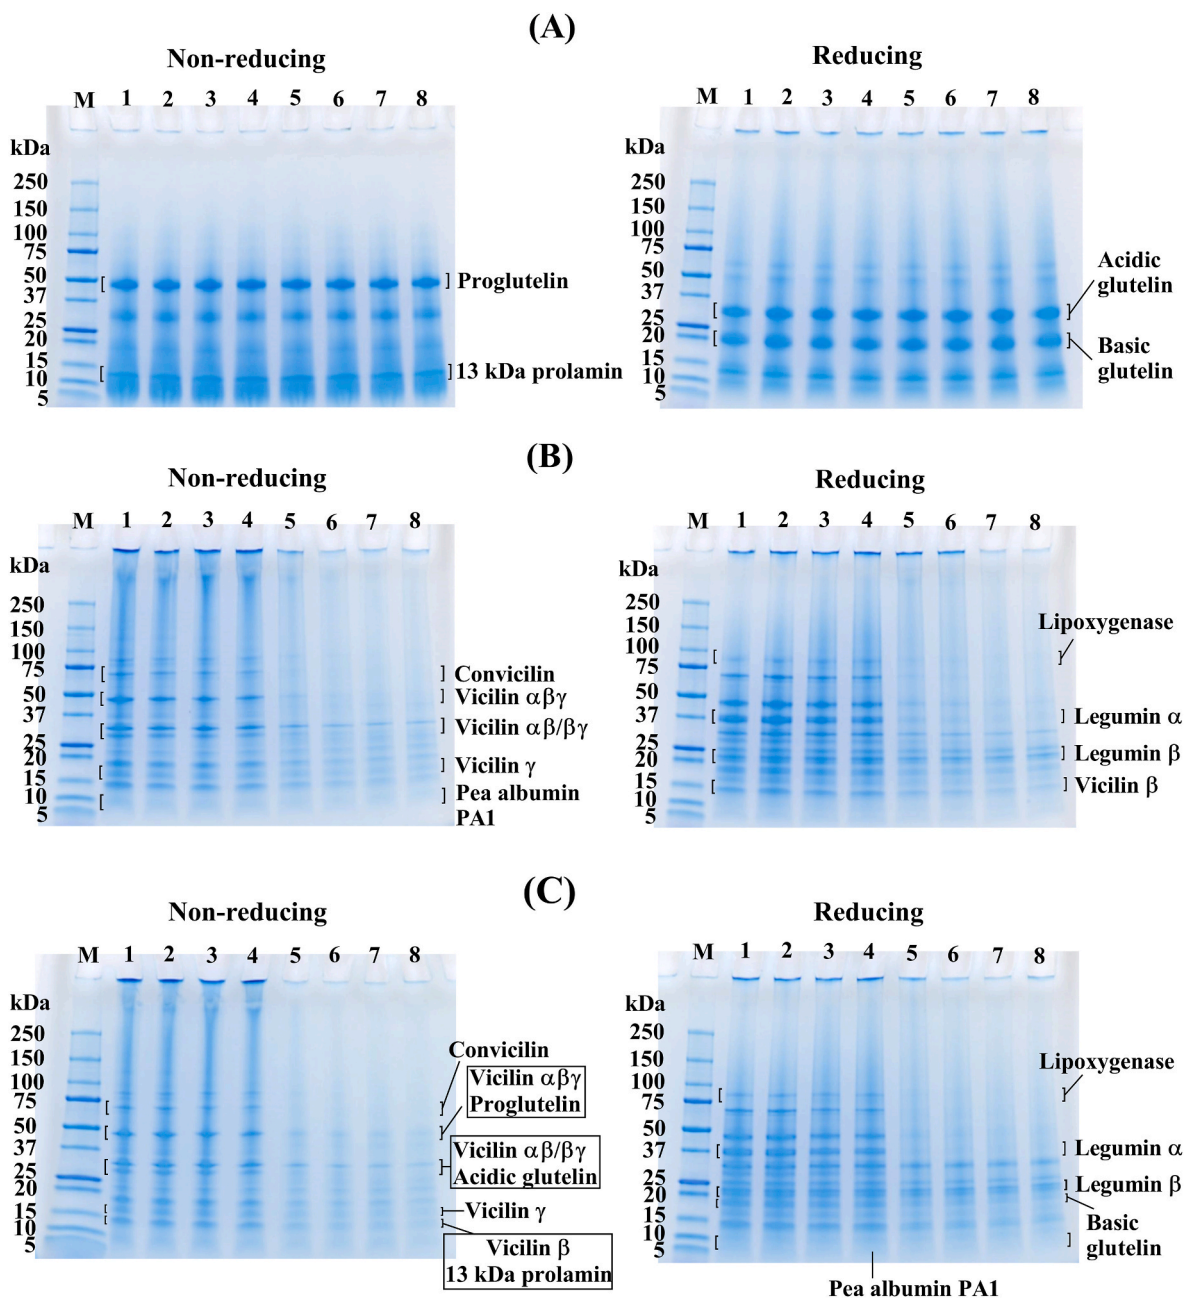 (A)
Non-reducing
M 1 2 3 4 5 6 7 8
kDa
250
150
100
75
50
37
25
20
15
10
5
Proglutelin
13 kDa prolamin
Reducing
M 1 2 3 4 5 6 7 8
kDa
250
150
100
75
50
37
25
20
15
10
5
Acidic
glutelin
Basic
glutelin
(B)
Non-reducing
M 1 2 3 4 5 6 7 8
kDa
250
150
100
75
50
37
25
20
15
10
5
Convicilin
Vicilin αβγ
Vicilin αβ/βγ
Vicilin γ
Pea albumin
PA1
Reducing
M 1 2 3 4 5 6 7 8
kDa
250
150
100
75
50
37
25
20
15
10
5
Lipoxygenase
Legumin α
Legumin β
Vicilin β
(C)
Non-reducing
M 1 2 3 4 5 6 7 8
kDa
250
150
100
75
50
37
25
20
15
10
5
Convicilin
Vicilin αβγ
Proglutelin
Vicilin αβ/βγ
Acidic glutelin
Vicilin γ
Vicilin β
13 kDa prolamin
Reducing
M 1 2 3 4 5 6 7 8
kDa
250
150
100
75
50
37
25
20
15
10
5
Lipoxygenase
Legumin α
Legumin β
Basic
glutelin
Pea albumin PA1